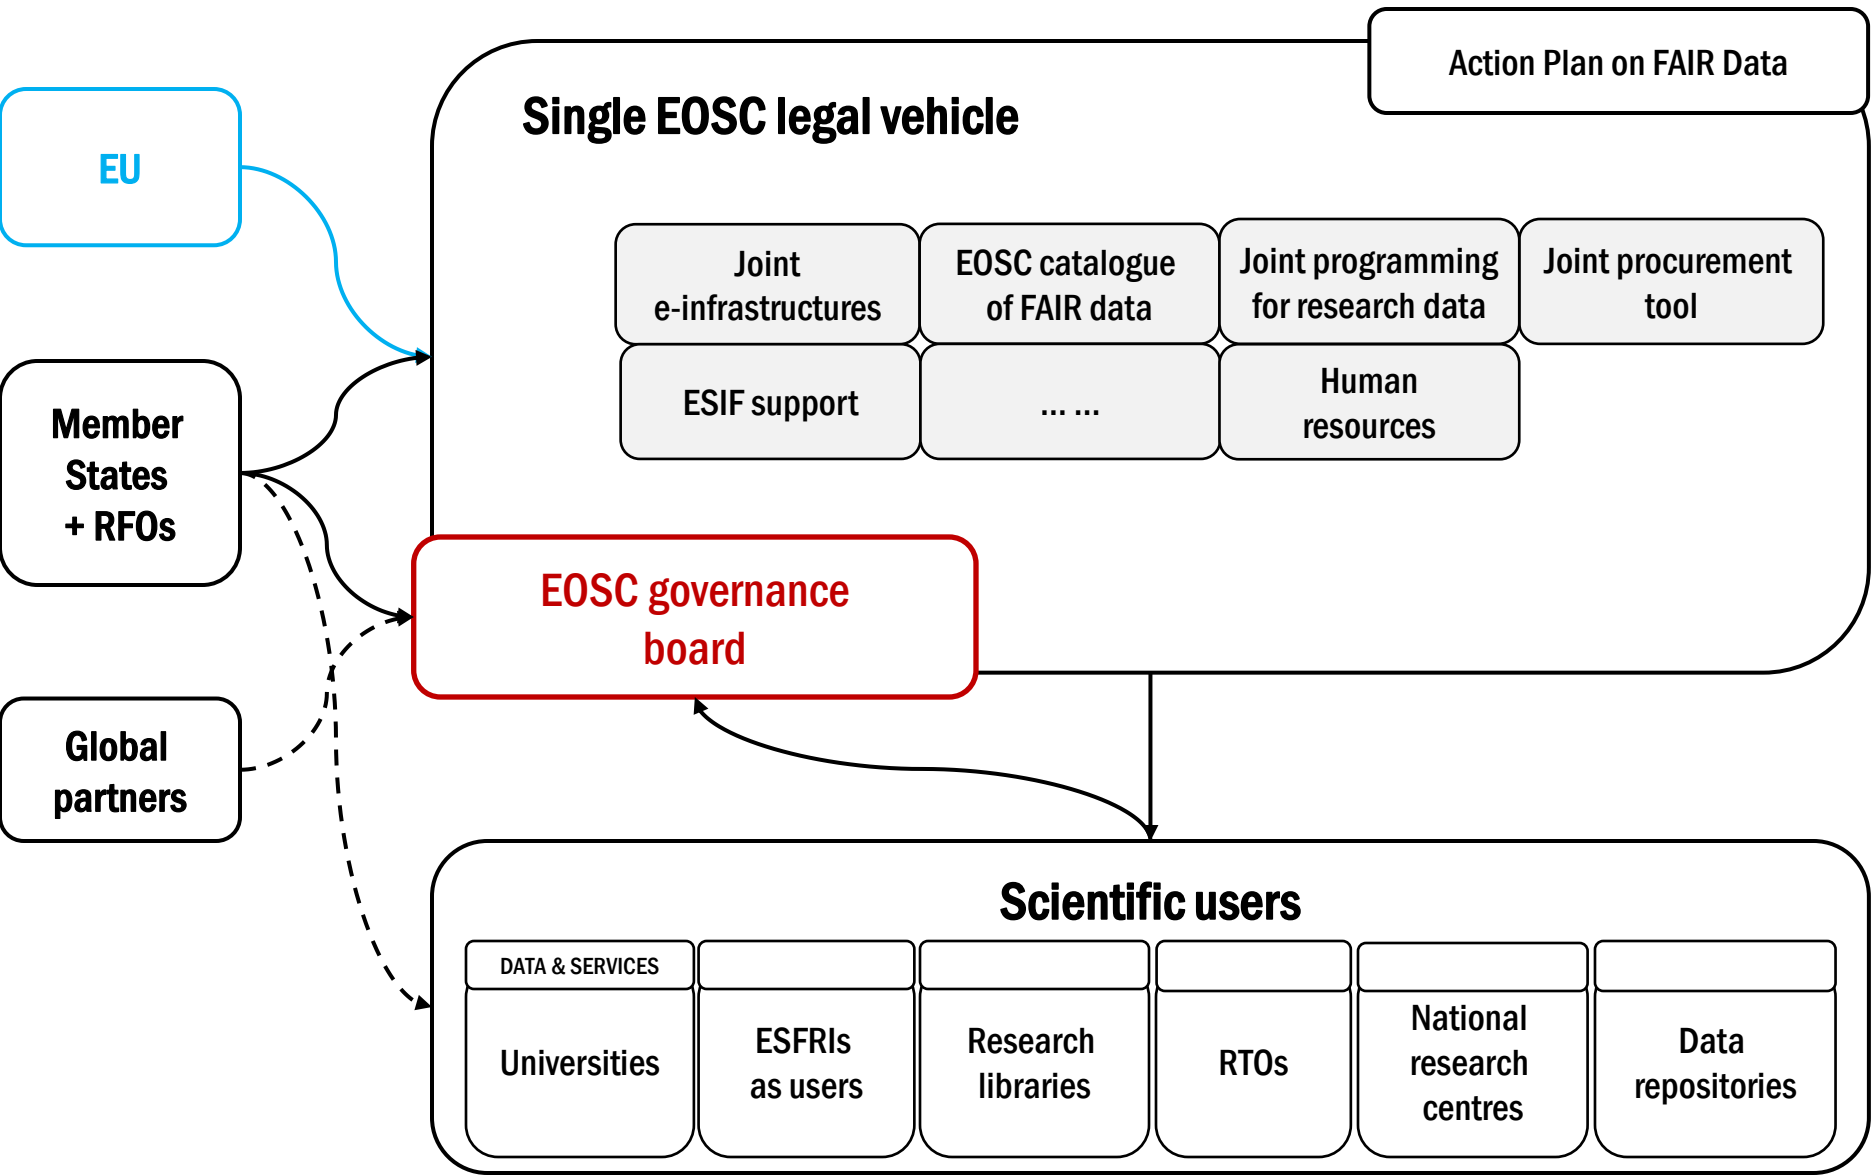 Action Plan on FAIR Data
Single EOSC legal vehicle
EU
Joint
e-infrastructures
EOSC catalogue
of FAIR data
Joint programming
for research data
Joint procurement
tool
ESIF support
... ...
Human
resources
Member
States
+ RFOs
EOSC governance
board
Global
partners
Scientific users
DATA & SERVICES
Universities
ESFRIs
as users
Research
libraries
RTOs
National
research
centres
Data
repositories